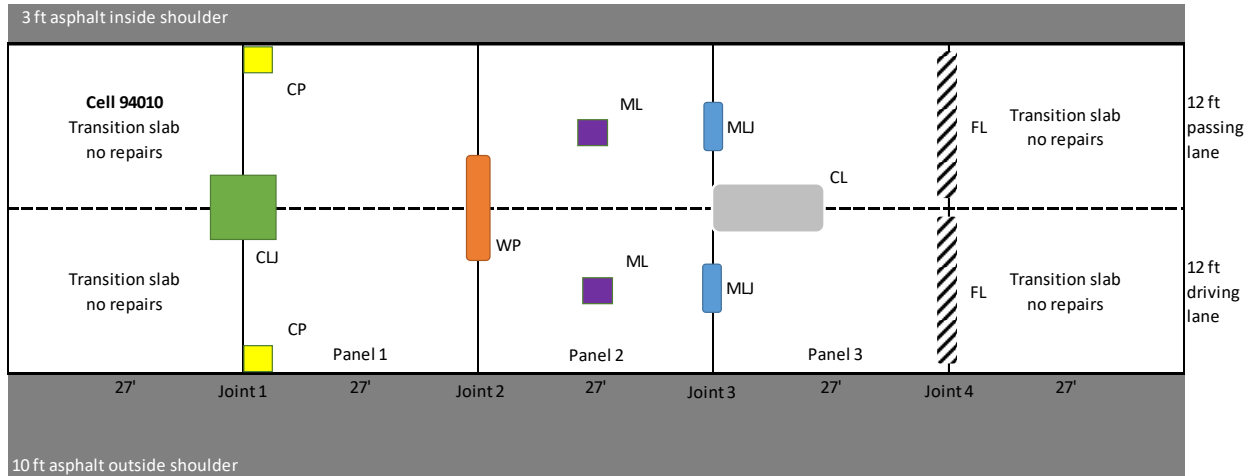 3 ft asphalt inside shoulder
Cell 94010
Transition slab
no repairs
CP
ML
MLJ
FL
Transition slab
no repairs
12 ft
passing
lane
CL
WP
CLJ
ML
Transition slab
no repairs
MLJ
FL
Transition slab
no repairs
12 ft
driving
lane
CP
Panel 1
Panel 2
Panel 3
27'
Joint 1
27'
Joint 2
27'
Joint 3
27'
Joint 4
27'
10 ft asphalt outside shoulder